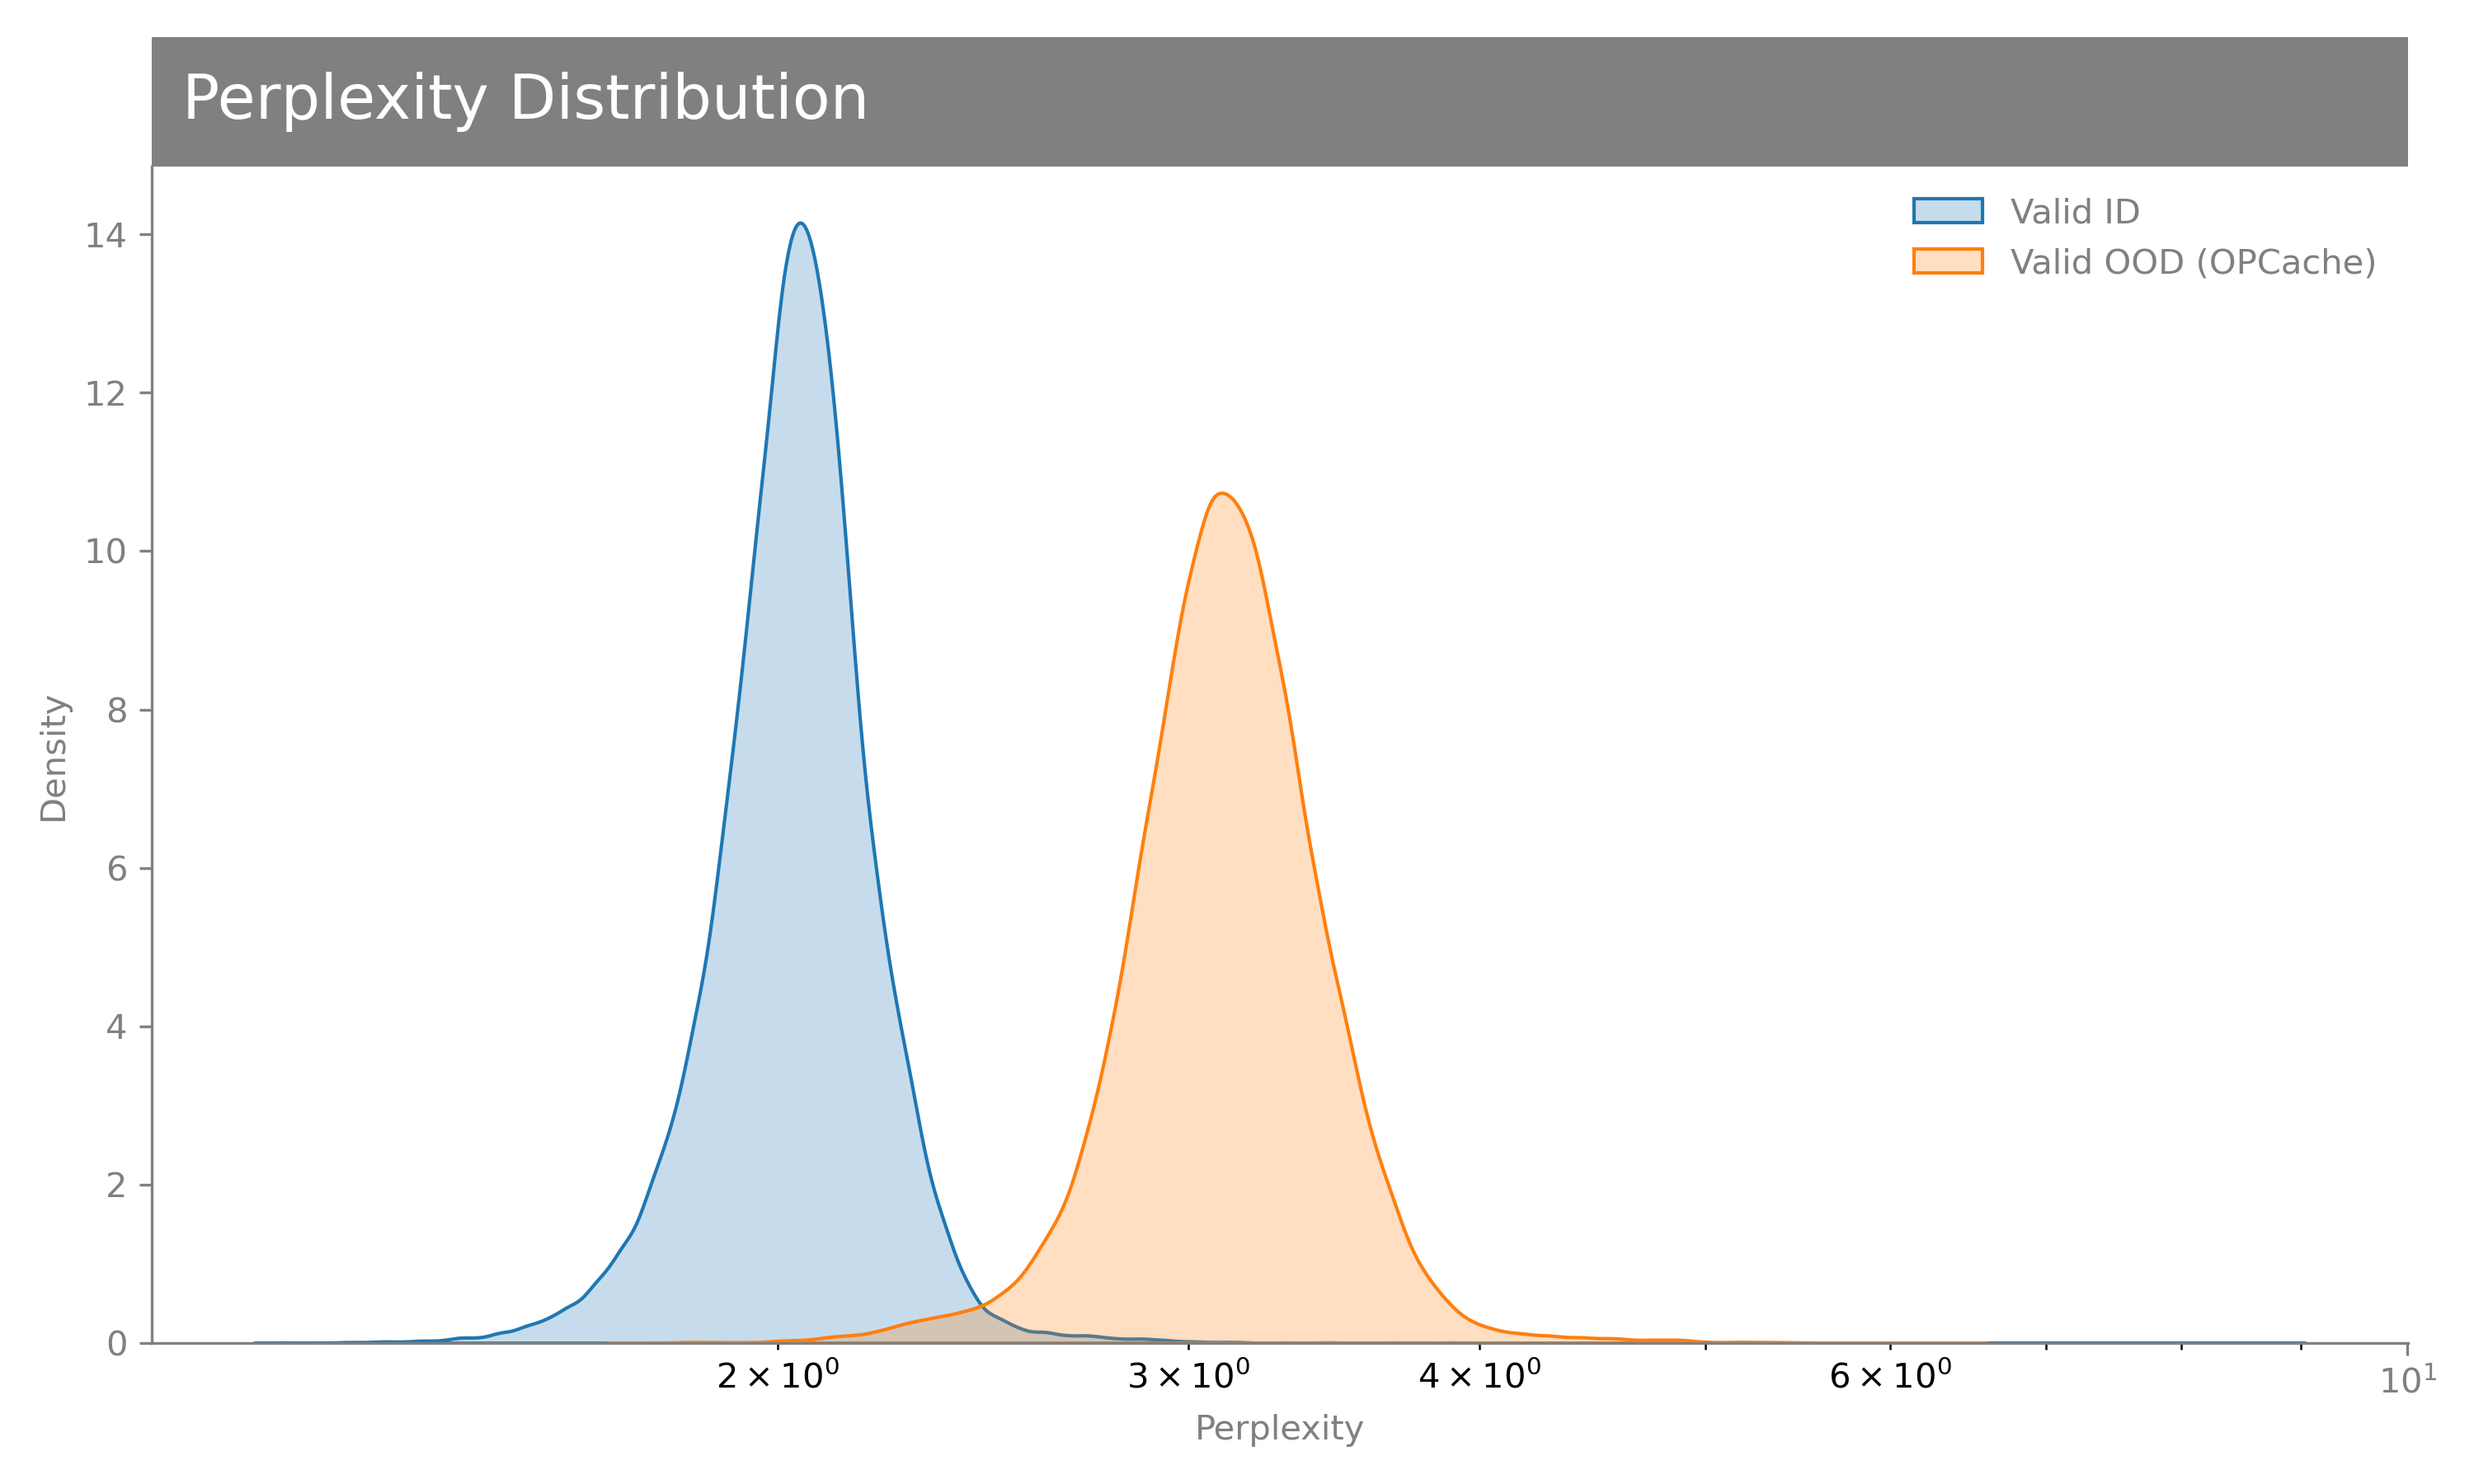 Perplexity Distribution
Valid ID
Valid OOD (OPCache)
14
12
10
8
6
4
2
0
Density
2 × 10⁰
3 × 10⁰
4 × 10⁰
6 × 10⁰
10¹
Perplexity